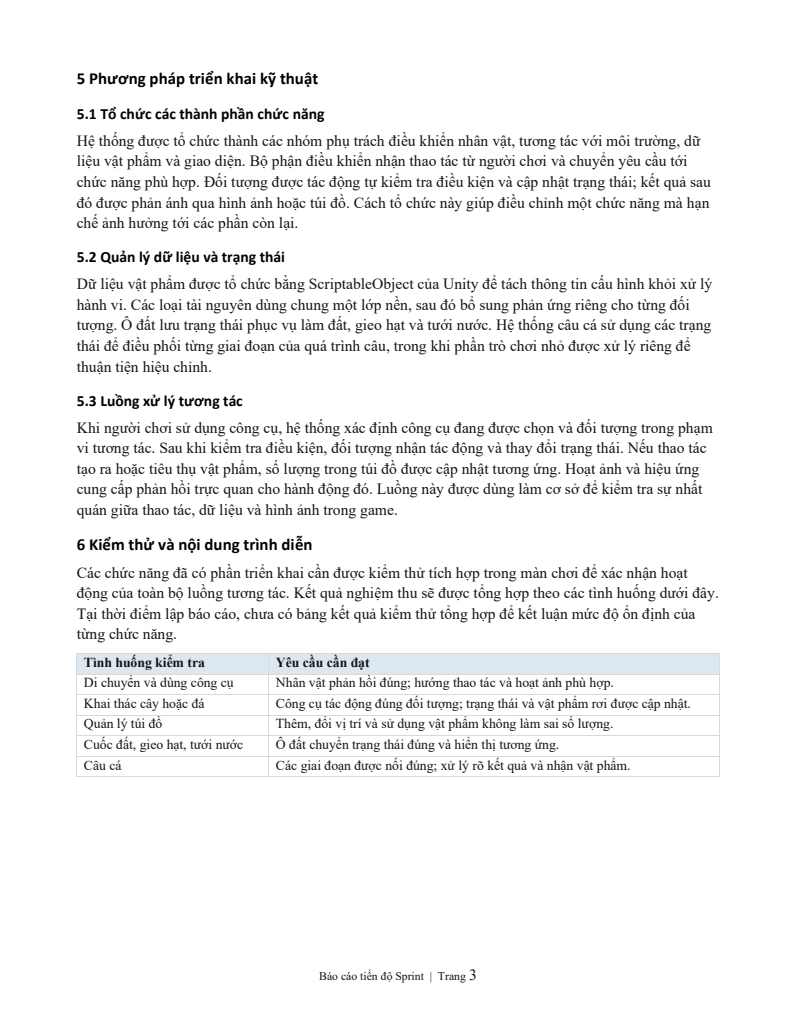 5 Phương pháp triển khai kỹ thuật
5.1 Tổ chức các thành phần chức năng
Hệ thống được tổ chức thành các nhóm phụ trách điều khiển nhân vật, tương tác với môi trường, dữ
liệu vật phẩm và giao diện. Bộ phận điều khiển nhận thao tác từ người chơi và chuyển yêu cầu tới
chức năng phù hợp. Đối tượng được tác động tự kiểm tra điều kiện và cập nhật trạng thái; kết quả sau
đó được phản ánh qua hình ảnh hoặc túi đồ. Cách tổ chức này giúp điều chỉnh một chức năng mà hạn
chế ảnh hưởng tới các phần còn lại.
5.2 Quản lý dữ liệu và trạng thái
Dữ liệu vật phẩm được tổ chức bằng ScriptableObject của Unity để tách thông tin cấu hình khỏi xử lý
hành vi. Các loại tài nguyên dùng chung một lớp nền, sau đó bổ sung phản ứng riêng cho từng đối
tượng. Ô đất lưu trạng thái phục vụ làm đất, gieo hạt và tưới nước. Hệ thống câu cá sử dụng các trạng
thái để điều phối từng giai đoạn của quá trình câu, trong khi phần trò chơi nhỏ được xử lý riêng để
thuận tiện hiệu chỉnh.
5.3 Luồng xử lý tương tác
Khi người chơi sử dụng công cụ, hệ thống xác định công cụ đang được chọn và đối tượng trong phạm
vi tương tác. Sau khi kiểm tra điều kiện, đối tượng nhận tác động và thay đổi trạng thái. Nếu thao tác
tạo ra hoặc tiêu thụ vật phẩm, số lượng trong túi đồ được cập nhật tương ứng. Hoạt ảnh và hiệu ứng
cung cấp phản hồi trực quan cho hành động đó. Luồng này được dùng làm cơ sở để kiểm tra sự nhất
quán giữa thao tác, dữ liệu và hình ảnh trong game.
6 Kiểm thử và nội dung trình diễn
Các chức năng đã có phần triển khai cần được kiểm thử tích hợp trong màn chơi để xác nhận hoạt
động của toàn bộ luồng tương tác. Kết quả nghiệm thu sẽ được tổng hợp theo các tình huống dưới đây.
Tại thời điểm lập báo cáo, chưa có bảng kết quả kiểm thử tổng hợp để kết luận mức độ ổn định của
từng chức năng.
Tình huống kiểm tra Yêu cầu cần đạt
Di chuyển và dùng công cụ Nhân vật phản hồi đúng; hướng thao tác và hoạt ảnh phù hợp.
Khai thác cây hoặc đá Công cụ tác động đúng đối tượng; trạng thái và vật phẩm rơi được cập nhật.
Quản lý túi đồ Thêm, đổi vị trí và sử dụng vật phẩm không làm sai số lượng.
Cuốc đất, gieo hạt, tưới nước Ô đất chuyển trạng thái đúng và hiển thị tương ứng.
Câu cá Các giai đoạn được nối đúng; xử lý rõ kết quả và nhận vật phẩm.
Báo cáo tiến độ Sprint | Trang 3